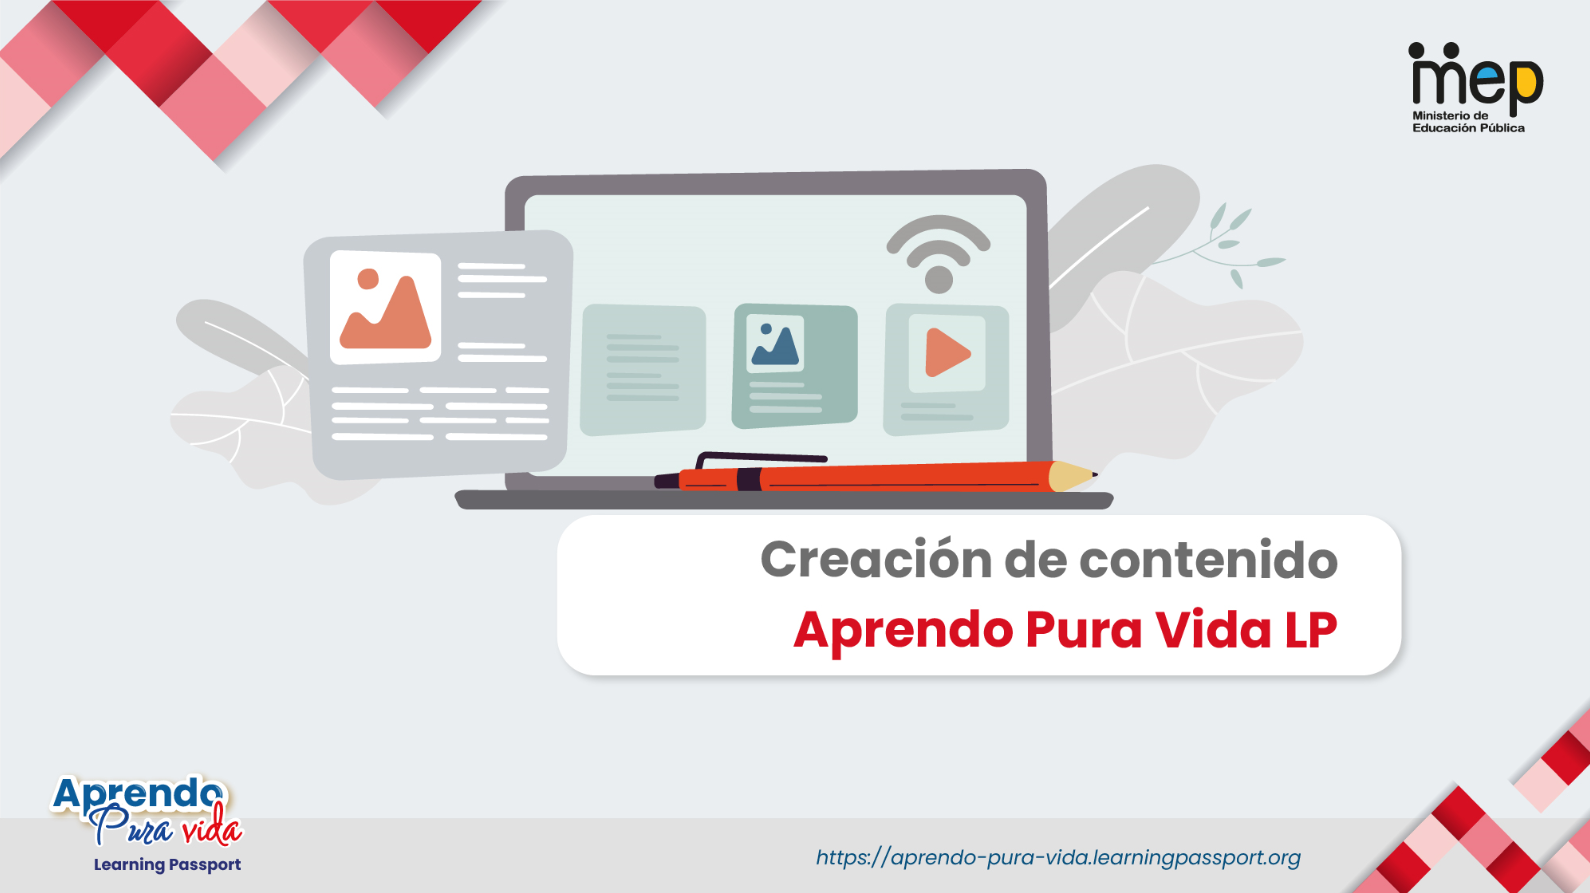 mep
Ministerio de
Educación Pública
Creación de contenido
Aprendo Pura Vida LP
Aprendo
Pura vida
Learning Passport
https://aprendo-pura-vida.learningpassport.org